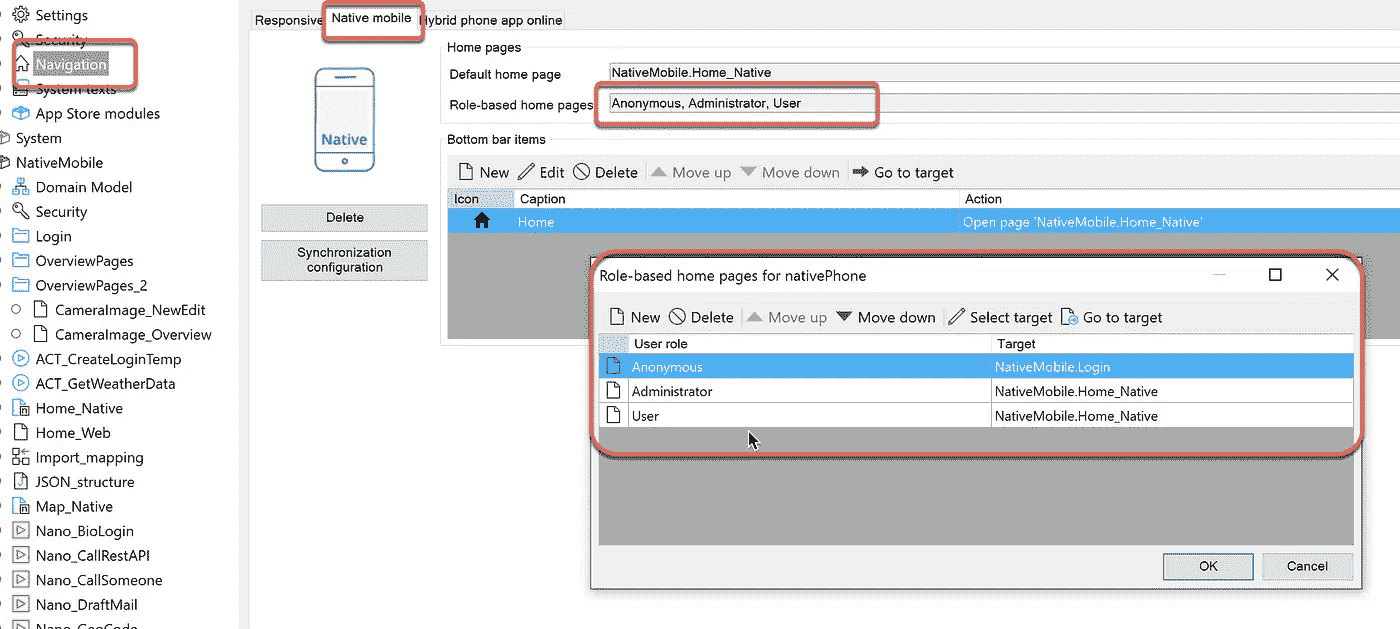 Settings
Security
Navigation
System texts
App Store modules
System
NativeMobile
Domain Model
Security
Login
OverviewPages
OverviewPages_2
CameraImage_NewEdit
CameraImage_Overview
ACT_CreateLoginTemp
ACT_GetWeatherData
Home_Native
Home_Web
Import_mapping
JSON_structure
Map_Native
Nano_BioLogin
Nano_CallRestAPI
Nano_CallSomeone
Nano_DraftMail
Nano_GeoCode
Responsive Native mobile Hybrid phone app online
Native
Delete
Synchronization
configuration
Home pages
Default home page NativeMobile.Home_Native
Role-based home pages Anonymous, Administrator, User
Bottom bar items
New Edit Delete Move up Move down Go to target
Icon Caption Action
Home Open page 'NativeMobile.Home_Native'
Role-based home pages for nativePhone
New Delete Move up Move down Select target Go to target
User role Target
Anonymous NativeMobile.Login
Administrator NativeMobile.Home_Native
User NativeMobile.Home_Native
OK Cancel